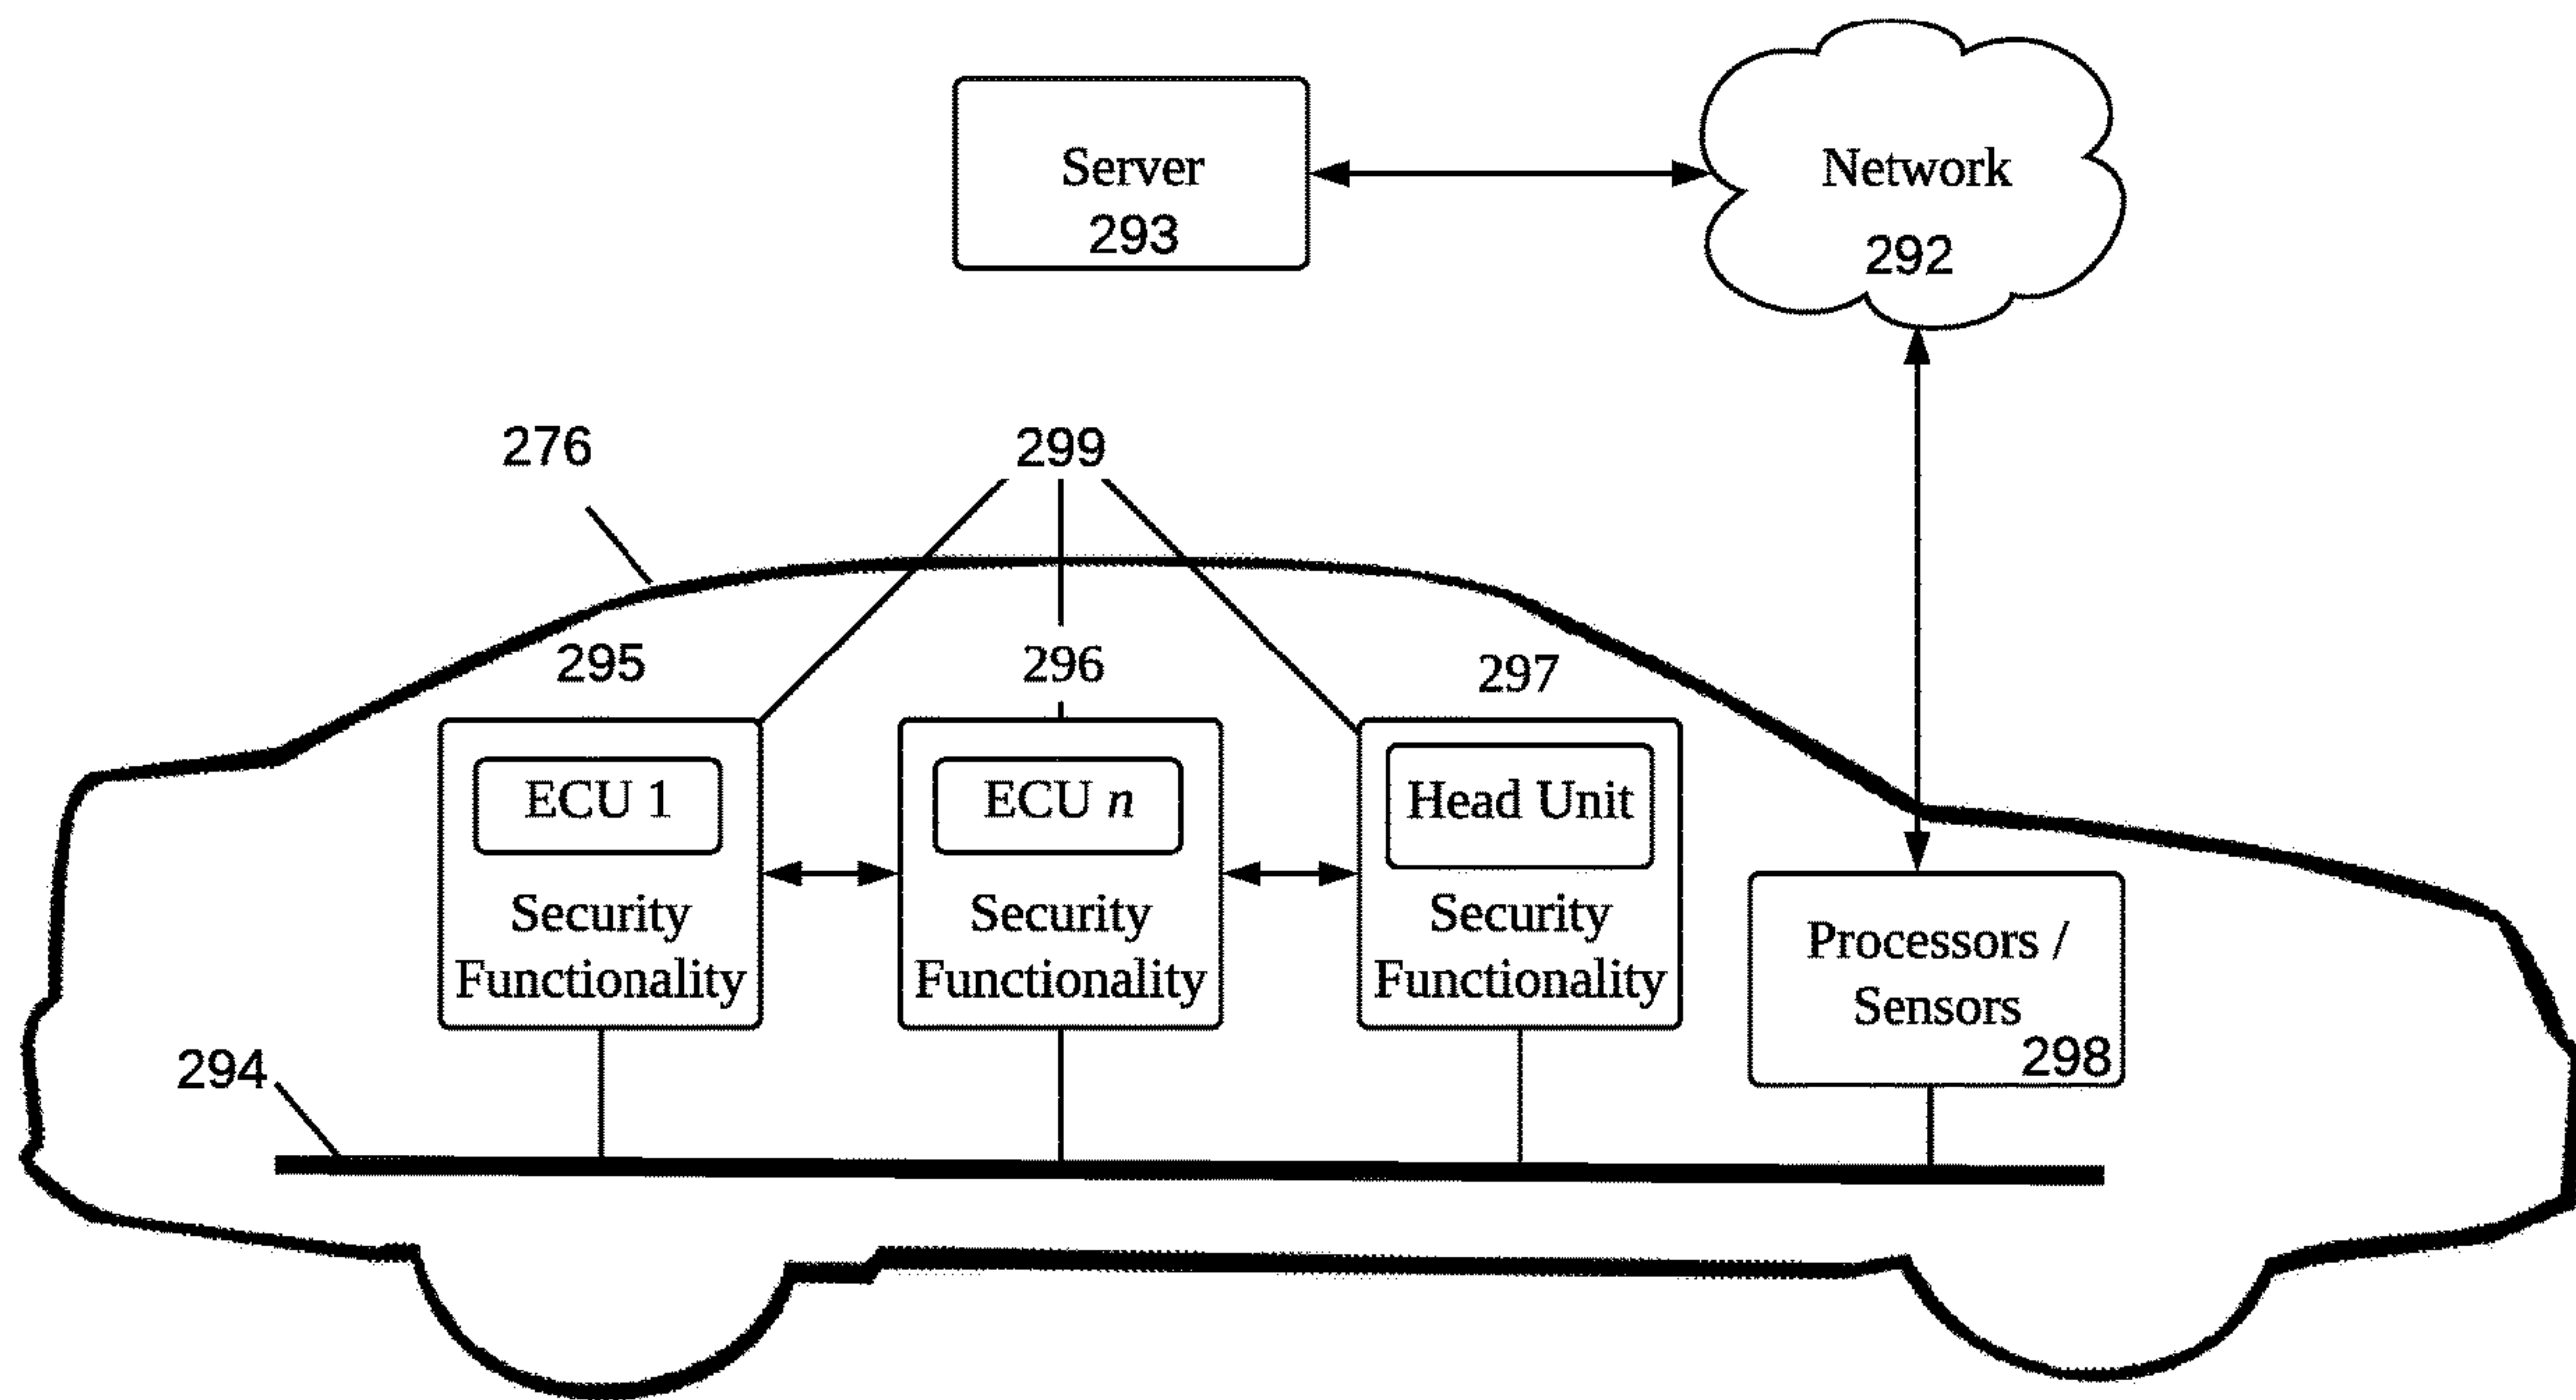 Server
293
Network
292
276
299
295
296
297
ECU 1
Security
Functionality
ECU n
Security
Functionality
Head Unit
Security
Functionality
Processors /
Sensors
298
294